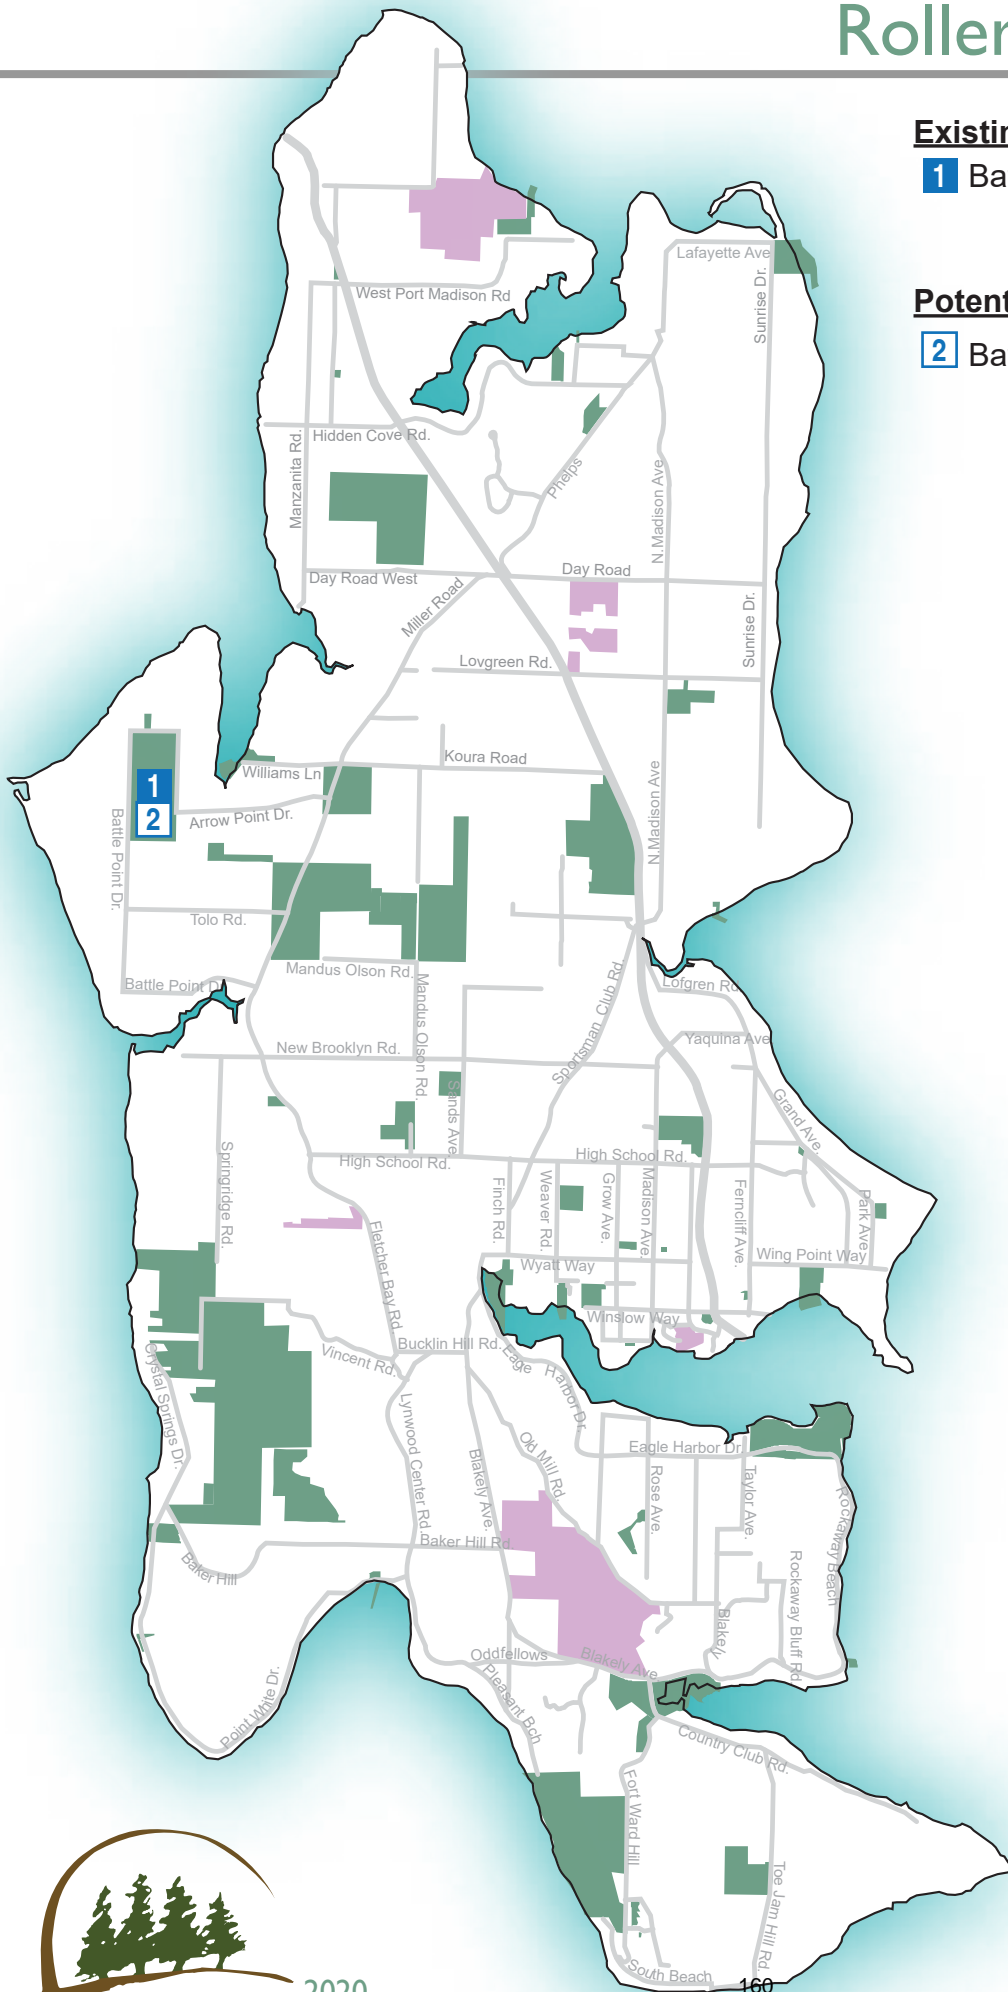 Roller
Existin
1 Ba
Potent
2 Ba
Lafayette Ave
Sunrise Dr.
West Port Madison Rd
Hidden Cove Rd.
Manzanita Rd.
Phelps
N.Madison Ave
Day Road West
Day Road
Miller Road
Sunrise Dr.
Lovgreen Rd.
Koura Road
Williams Ln
1
2
Arrow Point Dr.
Battle Point Dr.
N.Madison Ave
Tolo Rd.
Mandus Olson Rd.
Battle Point D
Mandus Olson Rd.
Sportsman Club Rd.
Lofgren Rd
Yaquina Ave
New Brooklyn Rd.
Sands Ave
Grand Ave.
High School Rd.
High School Rd.
Springridge Rd.
Finch Rd.
Weaver Rd.
Grow Ave.
Madison Ave.
Ferncliff Ave.
Park Ave.
Fletcher Bay Rd.
Wyatt Way
Wing Point Way
Winslow Way
Bucklin Hill Rd.
Vincent Rd.
Eagle Harbor Dr.
Crystal Springs Dr.
Lynwood Center Rd.
Blakely Ave.
Old Mill Rd
Eagle Harbor Dr.
Rose Ave.
Taylor Ave.
Rockaway Beach
Baker Hill Rd.
Baker Hill
Rockaway Bluff Rd
Blakely
Oddfellows
Blakely Ave
Pleasant Bch
Point White Dr.
Country Club Rd.
Fort Ward Hill
Toe Jam Hill Rd.
South Beach
160
2020